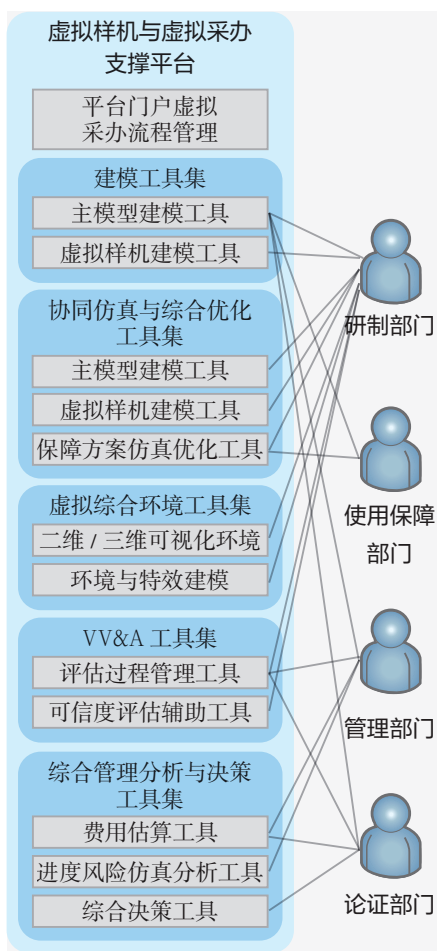 虚拟样机与虚拟采办
支撑平台
平台门户虚拟
采办流程管理
建模工具集
主模型建模工具
虚拟样机建模工具
协同仿真与综合优化
工具集
主模型建模工具
虚拟样机建模工具
保障方案仿真优化工具
虚拟综合环境工具集
二维 / 三维可视化环境
环境与特效建模
VV&A 工具集
评估过程管理工具
可信度评估辅助工具
综合管理分析与决策
工具集
费用估算工具
进度风险仿真分析工具
综合决策工具
研制部门
使用保障
部门
管理部门
论证部门